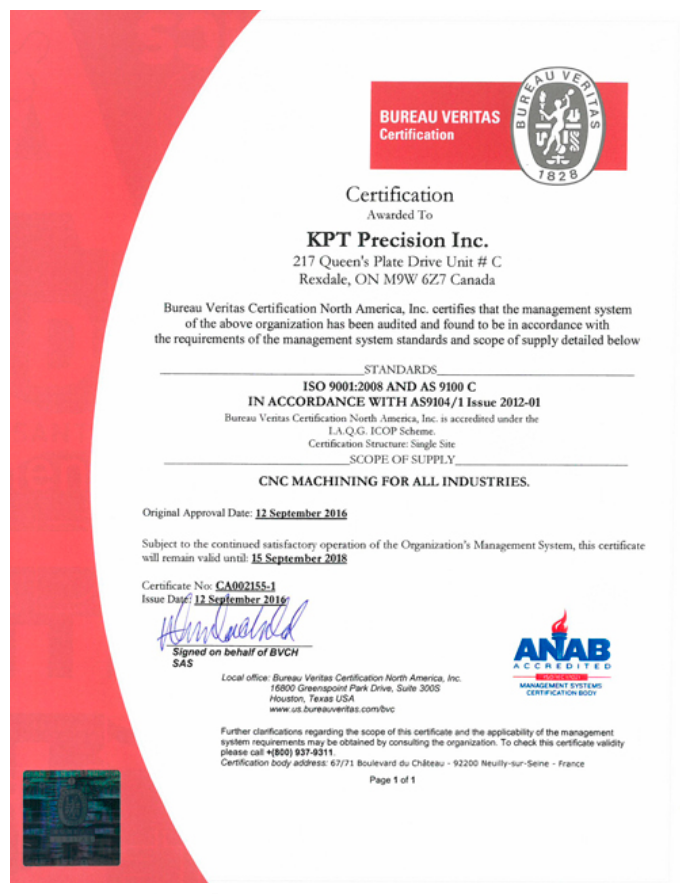 BUREAU VERITAS
Certification
BUREAU VERITAS
1828
Certification
Awarded To
KPT Precision Inc.
217 Queen's Plate Drive Unit # C
Rexdale, ON M9W 6Z7 Canada
Bureau Veritas Certification North America, Inc. certifies that the management system
of the above organization has been audited and found to be in accordance with
the requirements of the management system standards and scope of supply detailed below
STANDARDS
ISO 9001:2008 AND AS 9100 C
IN ACCORDANCE WITH AS9104/1 Issue 2012-01
Bureau Veritas Certification North America, Inc. is accredited under the
I.A.Q.G. ICOP Scheme.
Certification Structure: Single Site
SCOPE OF SUPPLY
CNC MACHINING FOR ALL INDUSTRIES.
Original Approval Date: 12 September 2016
Subject to the continued satisfactory operation of the Organization's Management System, this certificate
will remain valid until: 15 September 2018
Certificate No: CA002155-1
Issue Date: 12 September 2016
Signed on behalf of BVCH
SAS
ANAB
ACCREDITED
MANAGEMENT SYSTEMS
CERTIFICATION BODY
Local office: Bureau Veritas Certification North America, Inc.
16800 Greenspoint Park Drive, Suite 300S
Houston, Texas USA
www.us.bureauveritas.com/bvc
Further clarifications regarding the scope of this certificate and the applicability of the management
system requirements may be obtained by consulting the organization. To check this certificate validity
please call +(800) 937-9311.
Certification body address: 67/71 Boulevard du Château - 92200 Neuilly-sur-Seine - France
Page 1 of 1